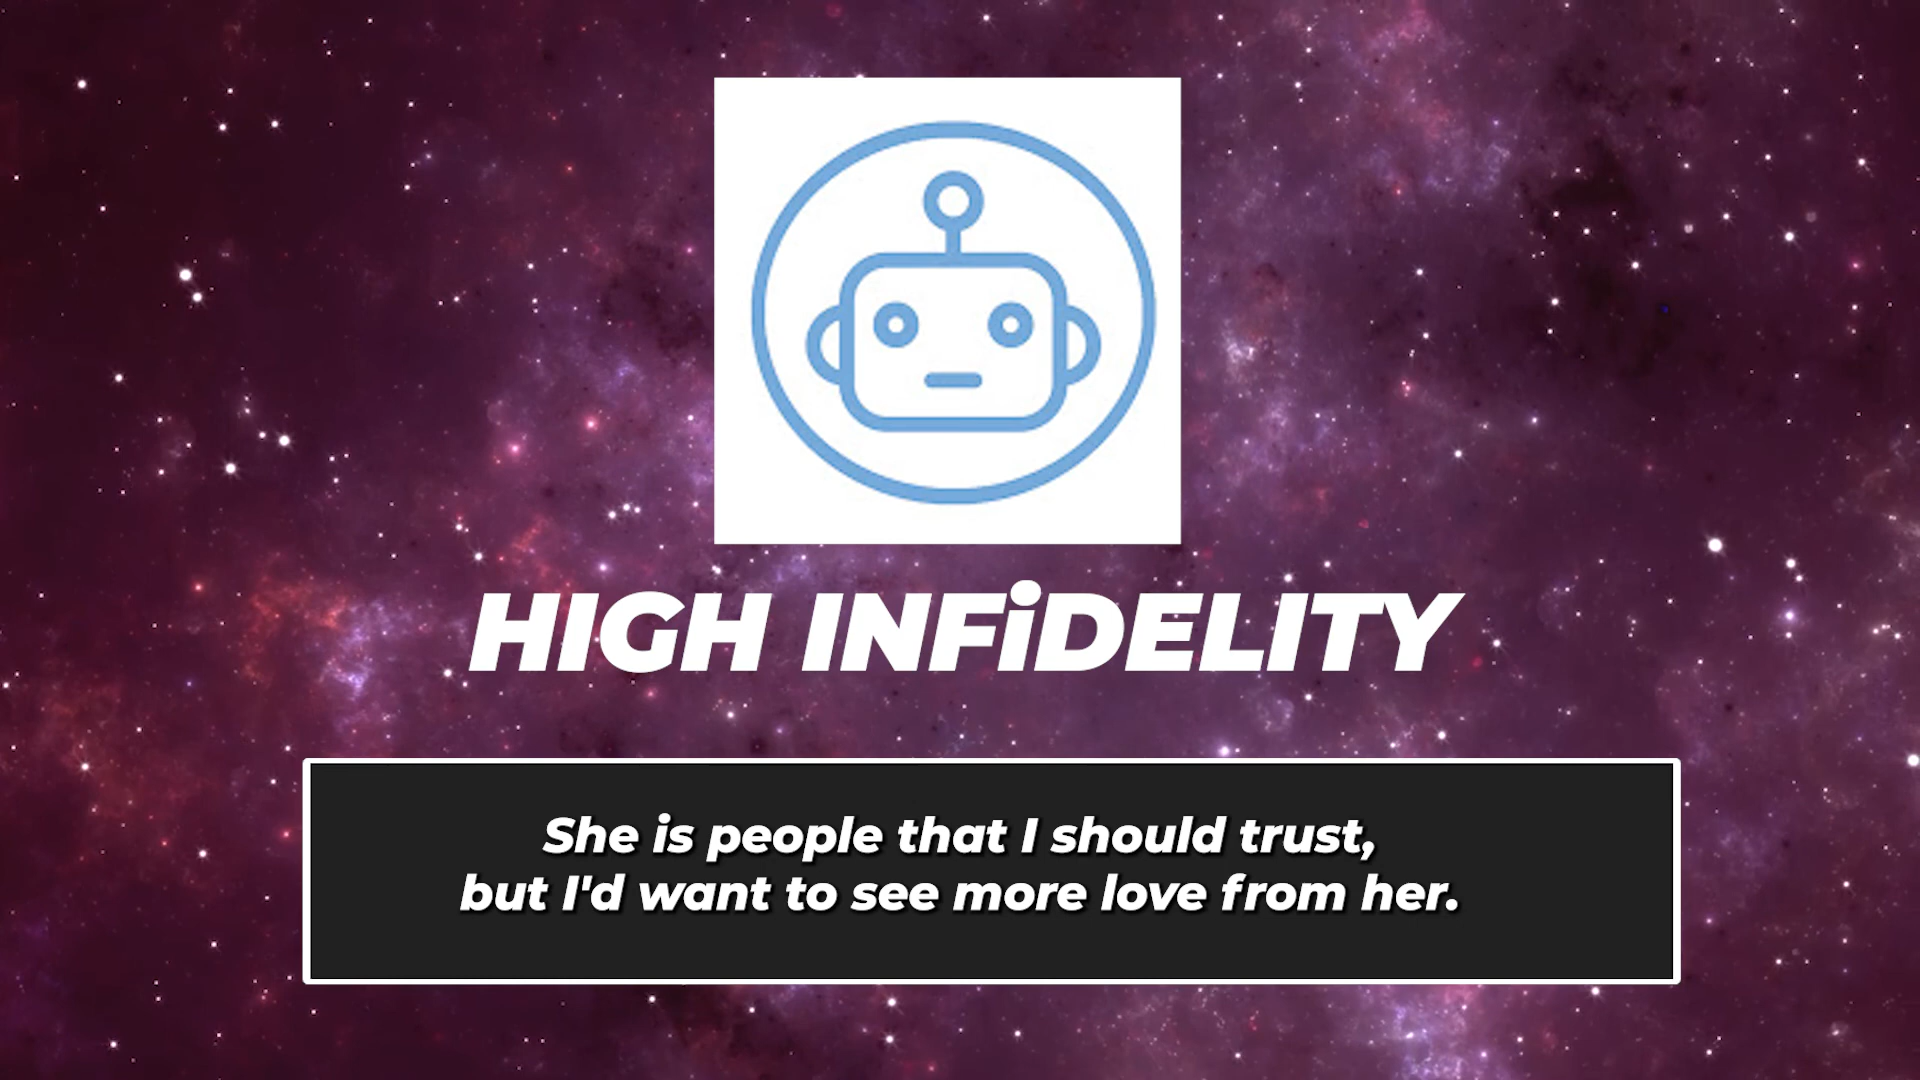 HIGH INFiDELITY
She is people that I should trust,
but I'd want to see more love from her.